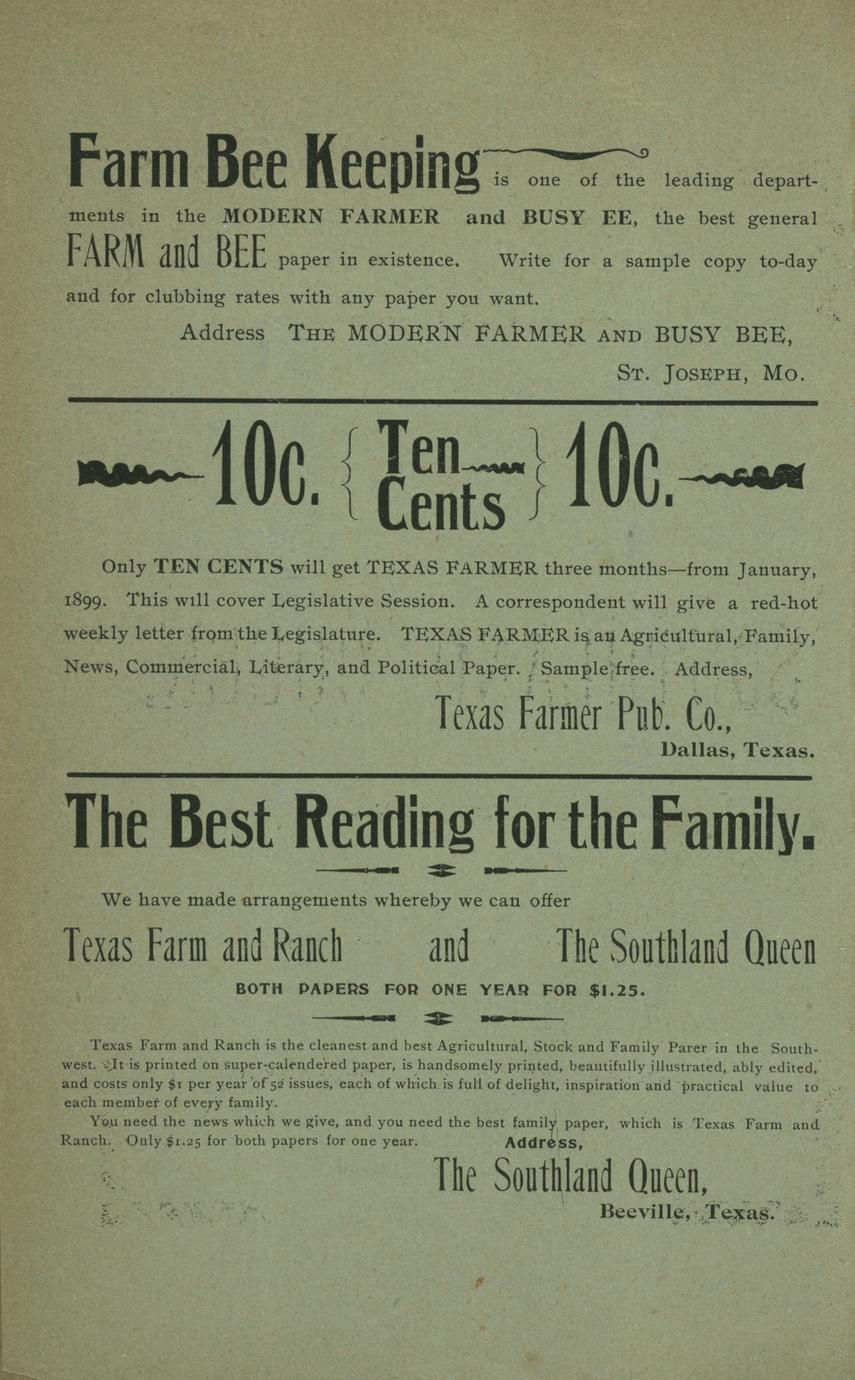 Farm Bee Keeping is one of the leading depart-
ments in the MODERN FARMER and BUSY EE, the best general
FARM and BEE paper in existence. Write for a sample copy to-day
and for clubbing rates with any paper you want.
Address THE MODERN FARMER AND BUSY BEE,
ST. JOSEPH, MO.
10c. { Ten Cents } 10c.
Only TEN CENTS will get TEXAS FARMER three months—from January,
1899. This will cover Legislative Session. A correspondent will give a red-hot
weekly letter from the Legislature. TEXAS FARMER is an Agricultural, Family,
News, Commercial, Literary, and Political Paper. Sample free. Address,
Texas Farmer Pub. Co.,
Dallas, Texas.
The Best Reading for the Family.
We have made arrangements whereby we can offer
Texas Farm and Ranch and The Southland Queen
BOTH PAPERS FOR ONE YEAR FOR $1.25.
Texas Farm and Ranch is the cleanest and best Agricultural, Stock and Family Parer in the South-
west. It is printed on super-calendered paper, is handsomely printed, beautifully illustrated, ably edited,
and costs only $1 per year of 52 issues, each of which is full of delight, inspiration and practical value to
each member of every family.
You need the news which we give, and you need the best family paper, which is Texas Farm and
Ranch. Only $1.25 for both papers for one year. Address,
The Southland Queen,
Beeville, Texas.